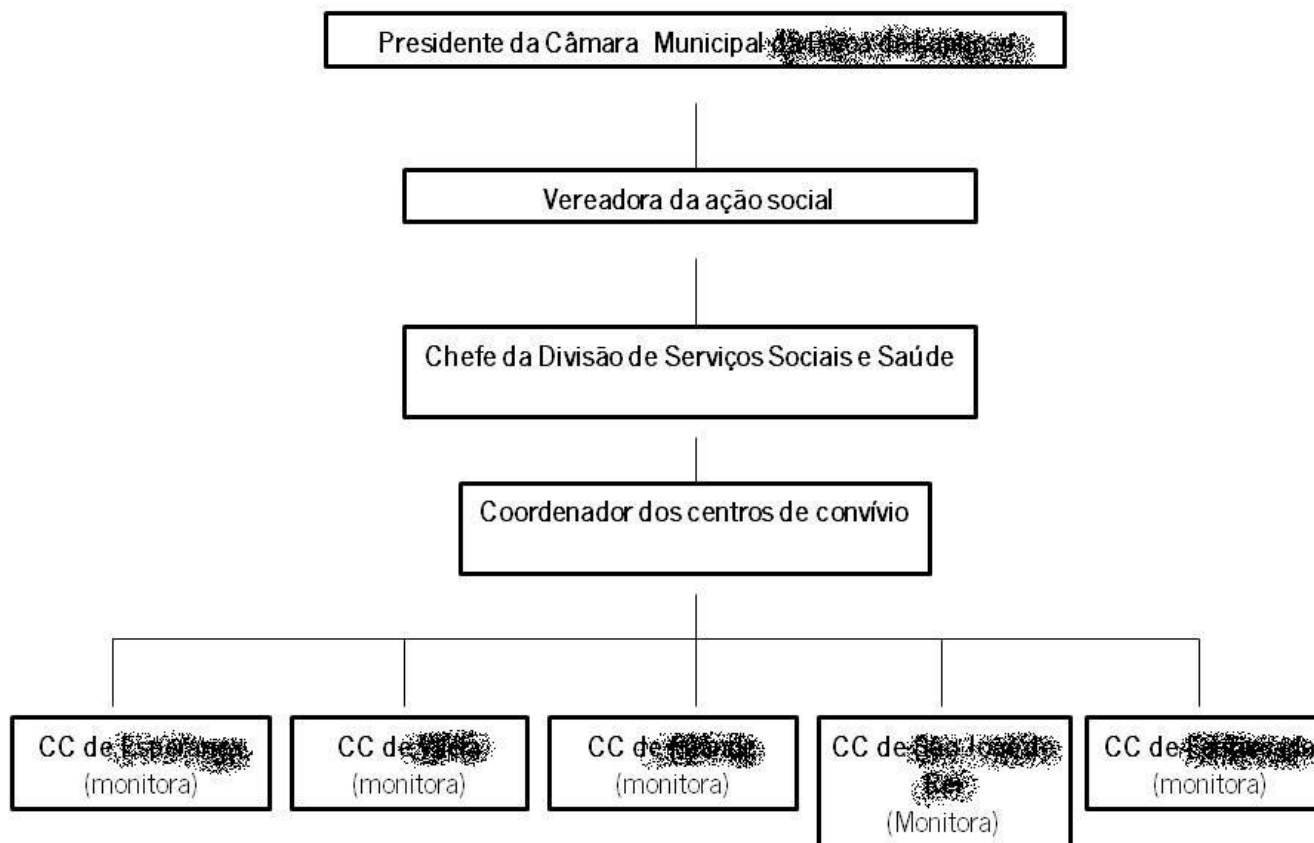 Presidente da Câmara Municipal
Vereadora da ação social
Chefe da Divisão de Serviços Sociais e Saúde
Coordenador dos centros de convívio
CC de
(monitora)
CC de
(monitora)
CC de
(monitora)
CC de
(Monitora)
CC de
(monitora)